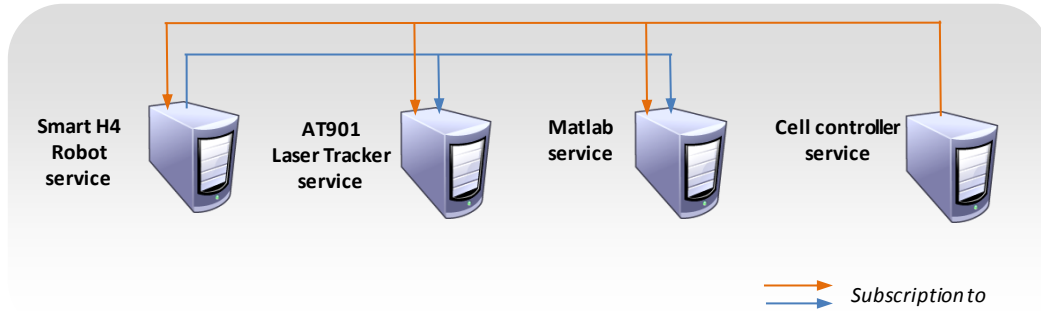 Smart H4
Robot
service
AT901
Laser Tracker
service
Matlab
service
Cell controller
service
Subscription to